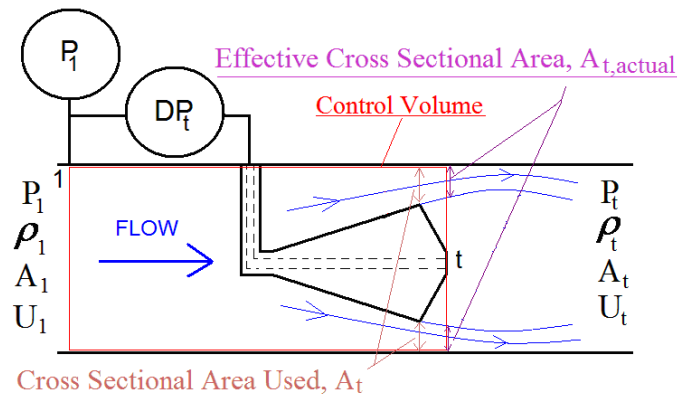 P1
DPt
Effective Cross Sectional Area, At,actual
Control Volume
1
P1
ρ1
A1
U1
FLOW
t
Pt
ρt
At
Ut
Cross Sectional Area Used, At